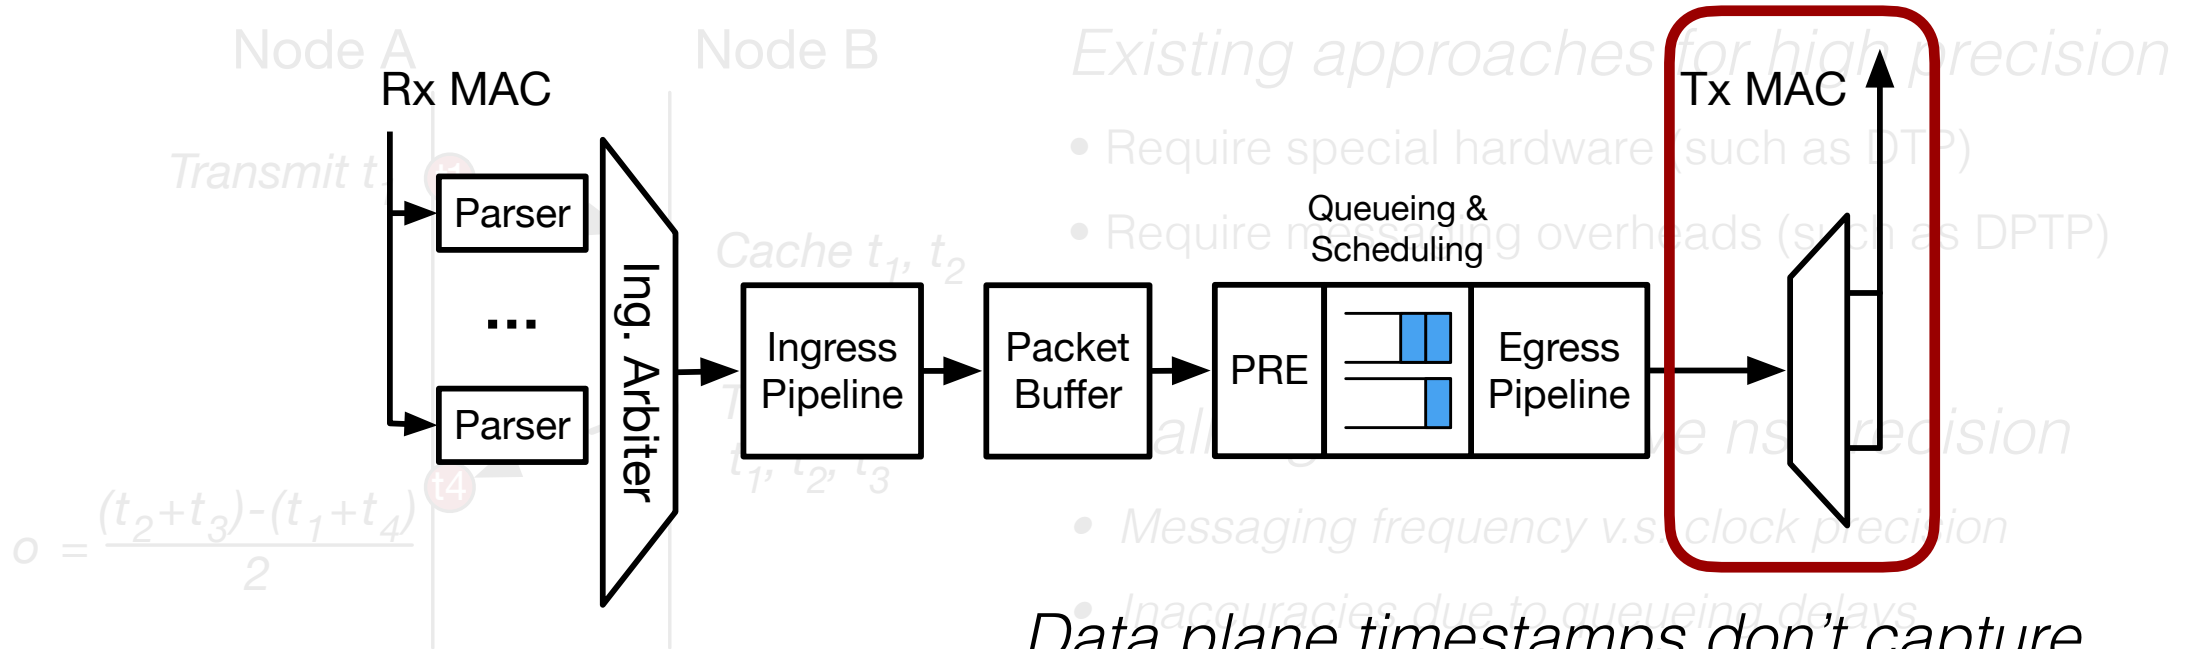 Node A
Node B
Existing approaches for high precision
Rx MAC
Tx MAC
Transmit t
• Require special hardware (such as DTP)
Parser
Queueing &
Scheduling
• Require messaging overheads (such as DPTP)
Cache t1, t2
...
Ing. Arbiter
Ingress
Pipeline
Packet
Buffer
PRE
Egress
Pipeline
Parser
ns precision
t1, t2, t3
t4
o = (t2+t3)-(t1+t4)
2
• Messaging frequency v.s. clock precision
• Inaccuracies due to queueing delays
Data plane timestamps don't capture